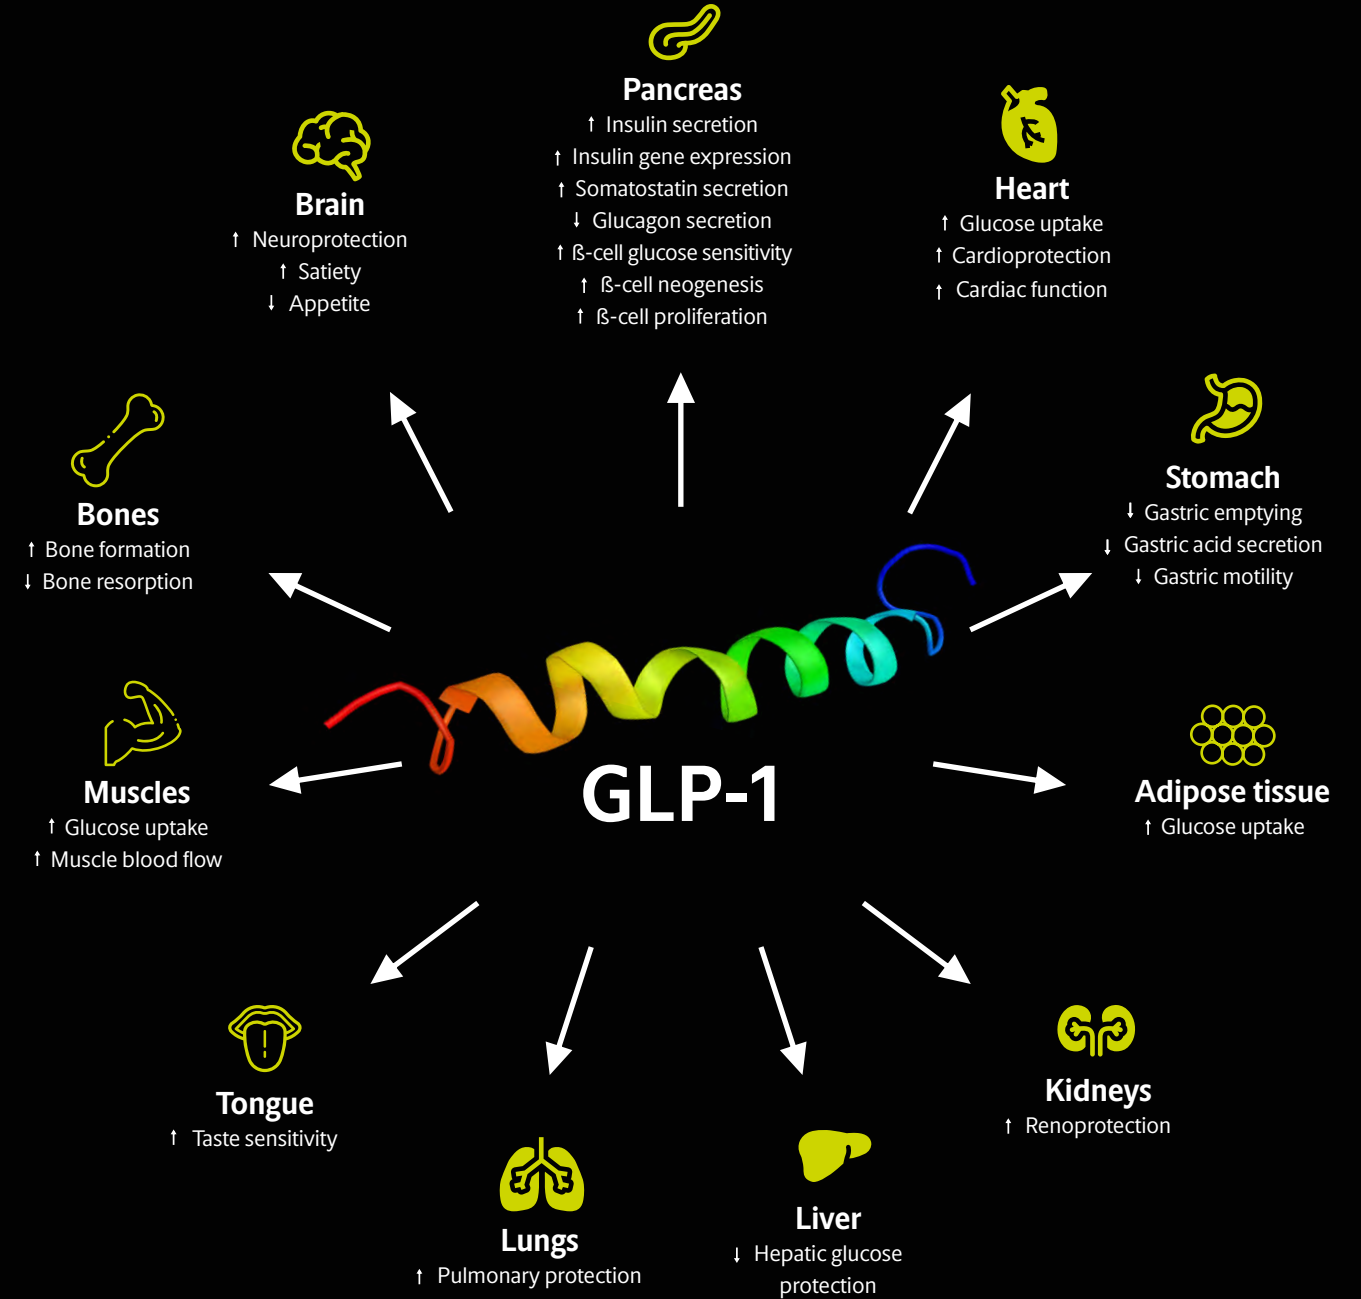 Pancreas
↑ Insulin secretion
↑ Insulin gene expression
↑ Somatostatin secretion
↓ Glucagon secretion
↑ ß-cell glucose sensitivity
↑ ß-cell neogenesis
↑ ß-cell proliferation
Brain
↑ Neuroprotection
↑ Satiety
↓ Appetite
Heart
↑ Glucose uptake
↑ Cardioprotection
↑ Cardiac function
Bones
↑ Bone formation
↓ Bone resorption
Stomach
↓ Gastric emptying
↓ Gastric acid secretion
↓ Gastric motility
GLP-1
Muscles
↑ Glucose uptake
↑ Muscle blood flow
Adipose tissue
↑ Glucose uptake
Tongue
↑ Taste sensitivity
Lungs
↑ Pulmonary protection
Liver
↓ Hepatic glucose
protection
Kidneys
↑ Renoprotection